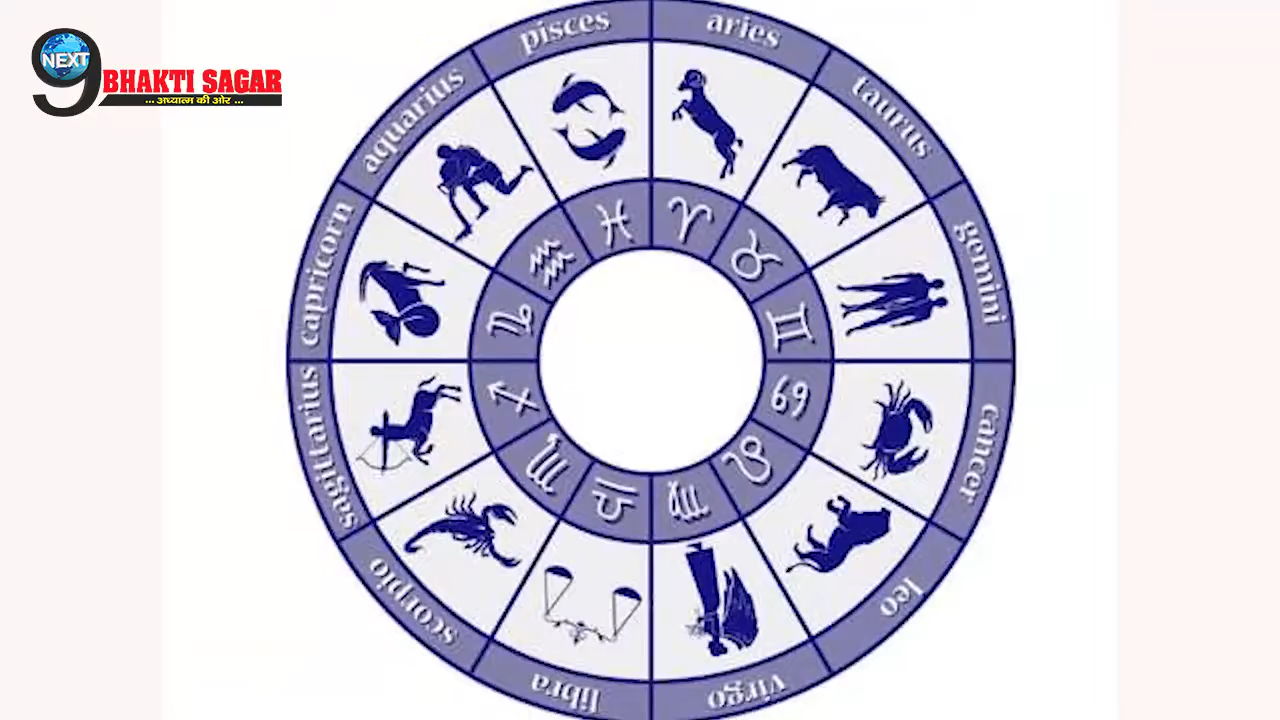 9
NEXT
BHAKTI SAGAR
... अध्यात्म की ओर ...
pisces
aries
taurus
gemini
cancer
leo
virgo
libra
scorpio
sagittarius
capricorn
aquarius